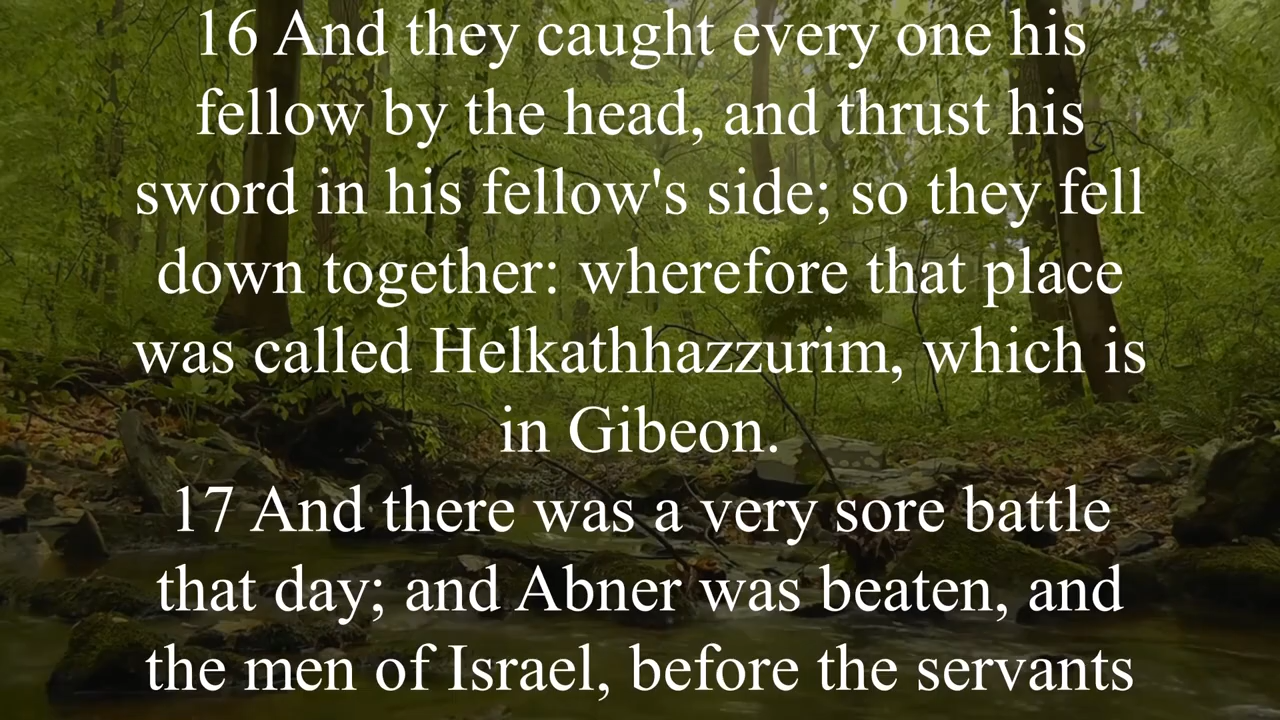 16 And they caught every one his
fellow by the head, and thrust his
sword in his fellow's side; so they fell
down together: wherefore that place
was called Helkathhazzurim, which is
in Gibeon.
17 And there was a very sore battle
that day; and Abner was beaten, and
the men of Israel, before the servants